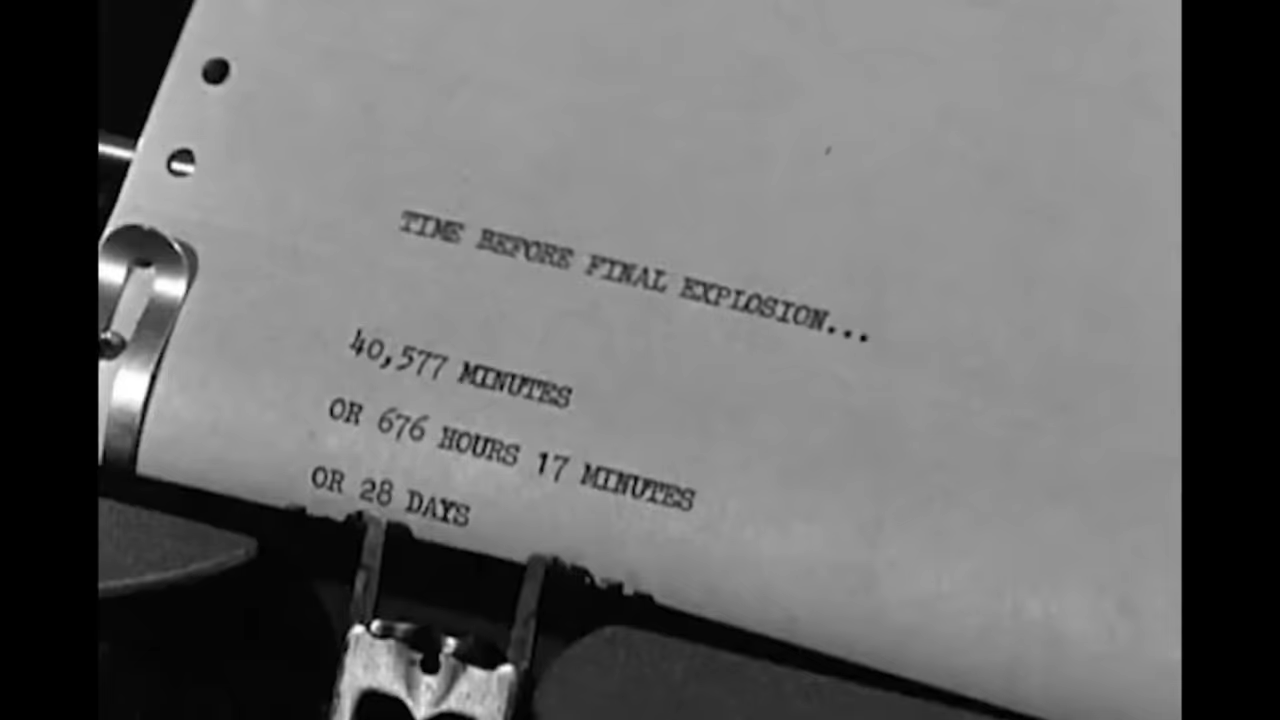 TIME BEFORE FINAL EXPLOSION...
40,577 MINUTES
OR 676 HOURS 17 MINUTES
OR 28 DAYS